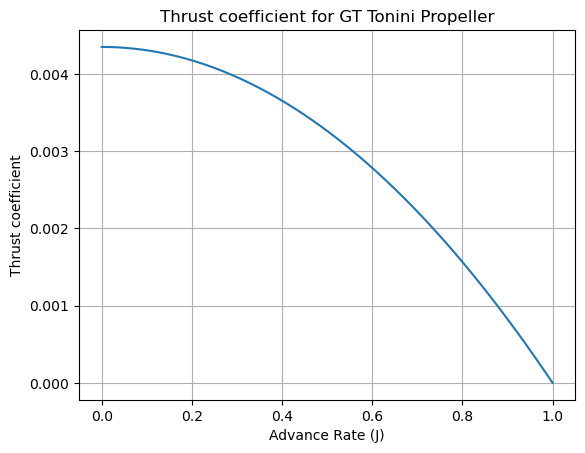 Thrust coefficient for GT Tonini Propeller
Thrust coefficient
0.004
0.003
0.002
0.001
0.000
0.0 0.2 0.4 0.6 0.8 1.0
Advance Rate (J)